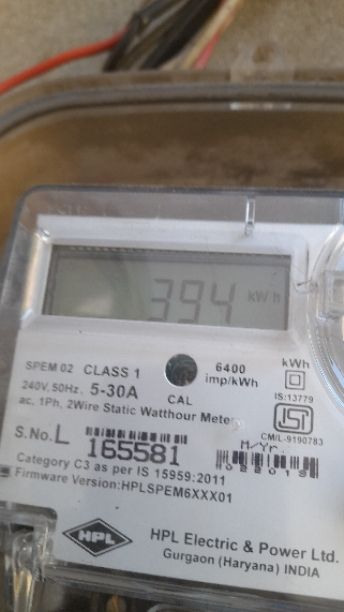 394 kWh
SPEM 02 CLASS 1
6400 imp/kWh
kWh
240V, 50Hz. 5-30A
CAL
IS:13779
ac. 1Ph, 2Wire Static Watthour Meter
CM/L-9190783
S.No. L 165581
M/Yr.
022019
Category C3 as per IS 15959:2011
Firmware Version:HPLSPEM6XXX01
HPL
HPL Electric & Power Ltd.
Gurgaon (Haryana) INDIA